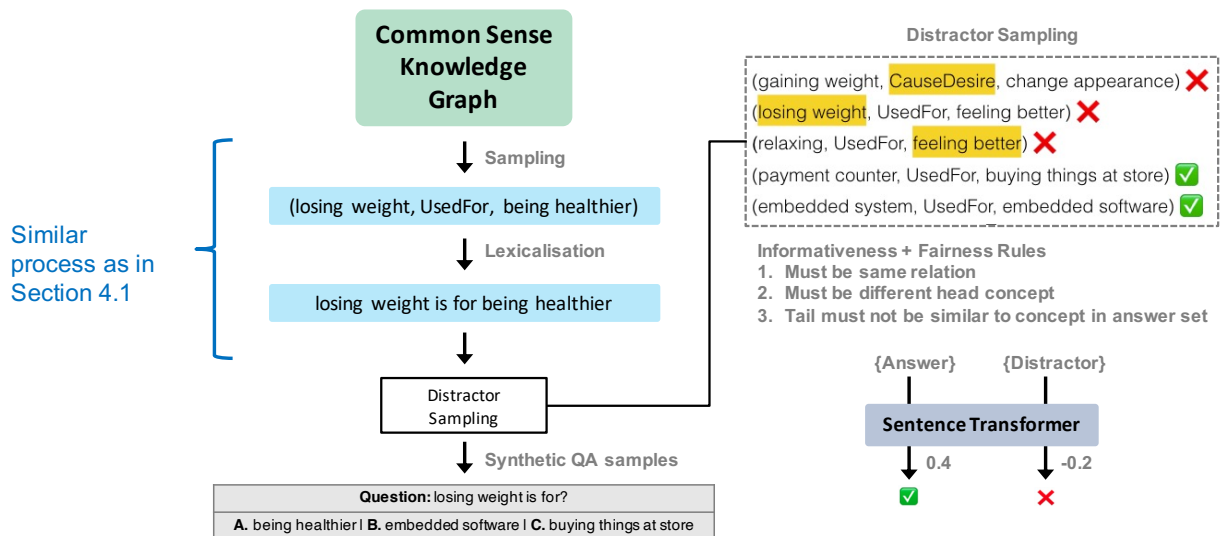 Common Sense
Knowledge
Graph
Sampling
(losing weight, UsedFor, being healthier)
Lexicalisation
losing weight is for being healthier
Similar
process as in
Section 4.1
Distractor
Sampling
Synthetic QA samples
Question: losing weight is for?
A. being healthier I B. embedded software I C. buying things at store
Distractor Sampling
(gaining weight, CauseDesire, change appearance)
(losing weight, UsedFor, feeling better)
(relaxing, UsedFor, feeling better)
(payment counter, UsedFor, buying things at store)
(embedded system, UsedFor, embedded software)
Informativeness + Fairness Rules
1. Must be same relation
2. Must be different head concept
3. Tail must not be similar to concept in answer set
{Answer} {Distractor}
Sentence Transformer
0.4 -0.2